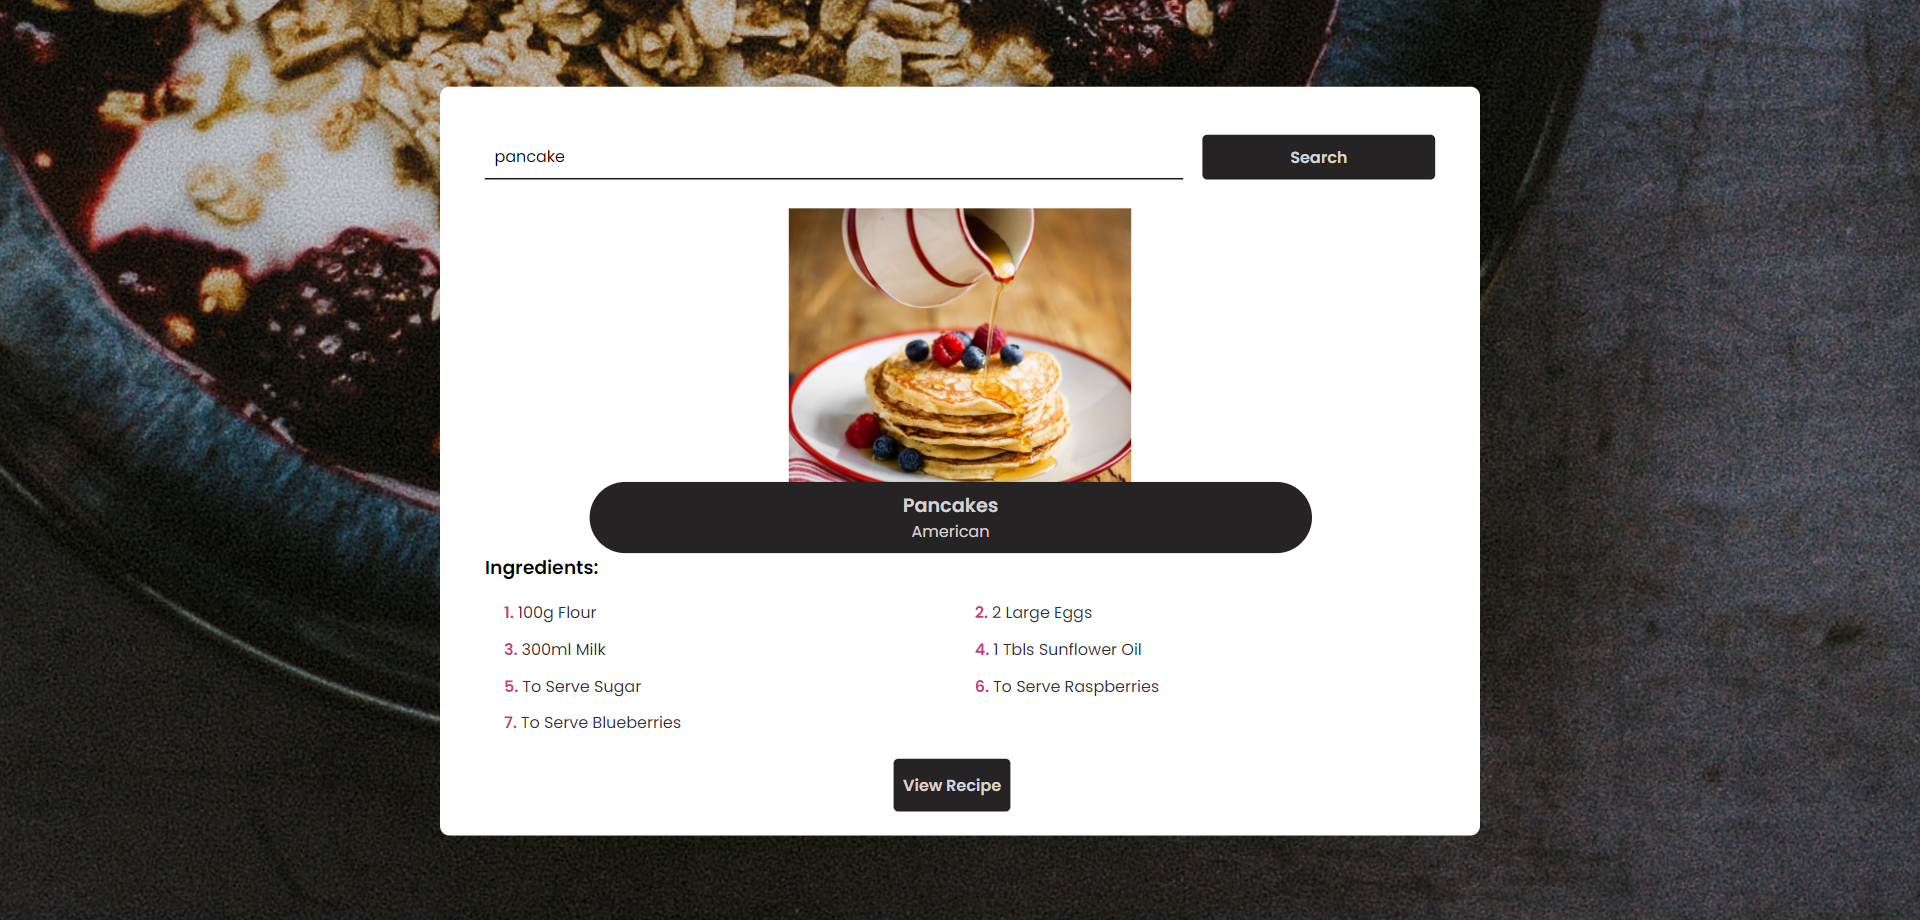 pancake
Search
Pancakes
American
Ingredients:
1. 100g Flour
2. 2 Large Eggs
3. 300ml Milk
4. 1 Tbls Sunflower Oil
5. To Serve Sugar
6. To Serve Raspberries
7. To Serve Blueberries
View Recipe